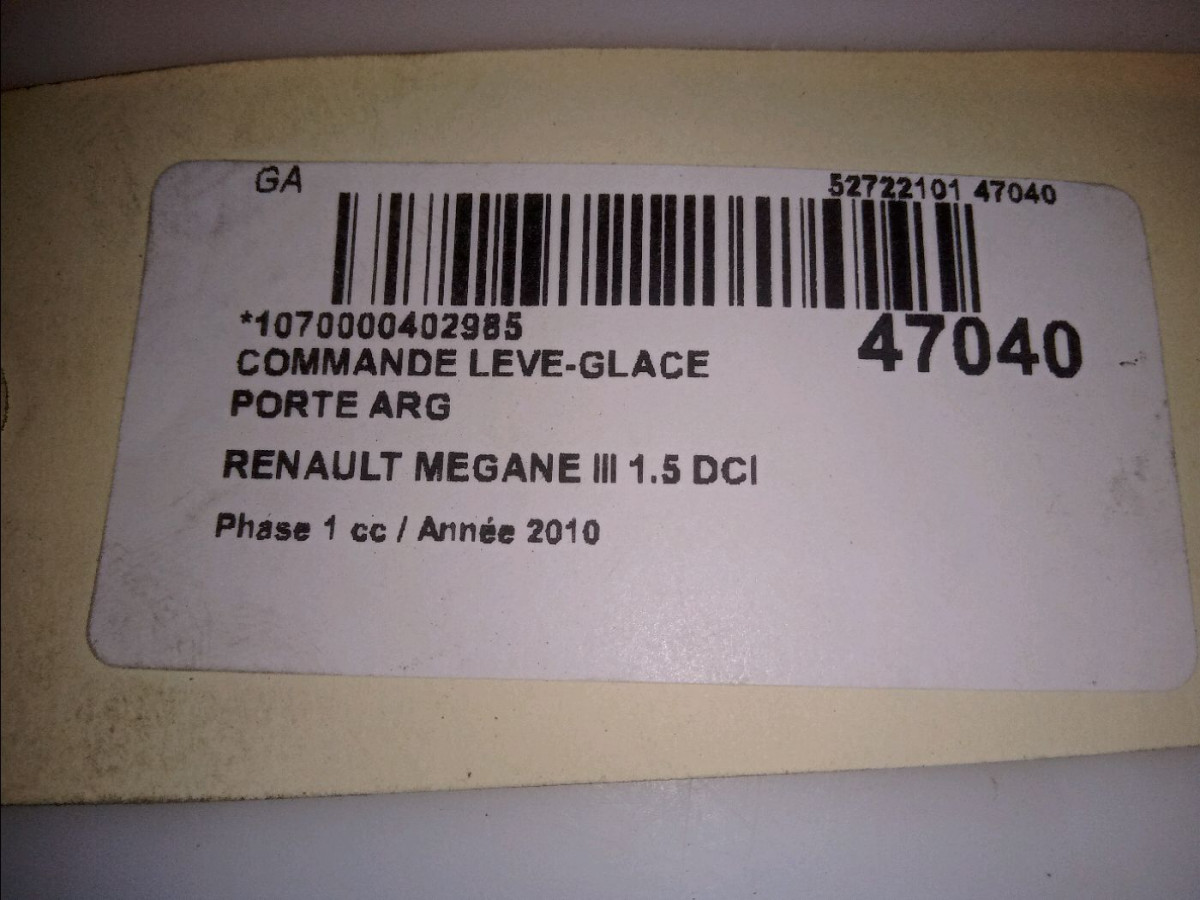 GA
52722101 47040
*1070000402985
47040
COMMANDE LEVE-GLACE
PORTE ARG
RENAULT MEGANE III 1.5 DCI
Phase 1 cc / Année 2010